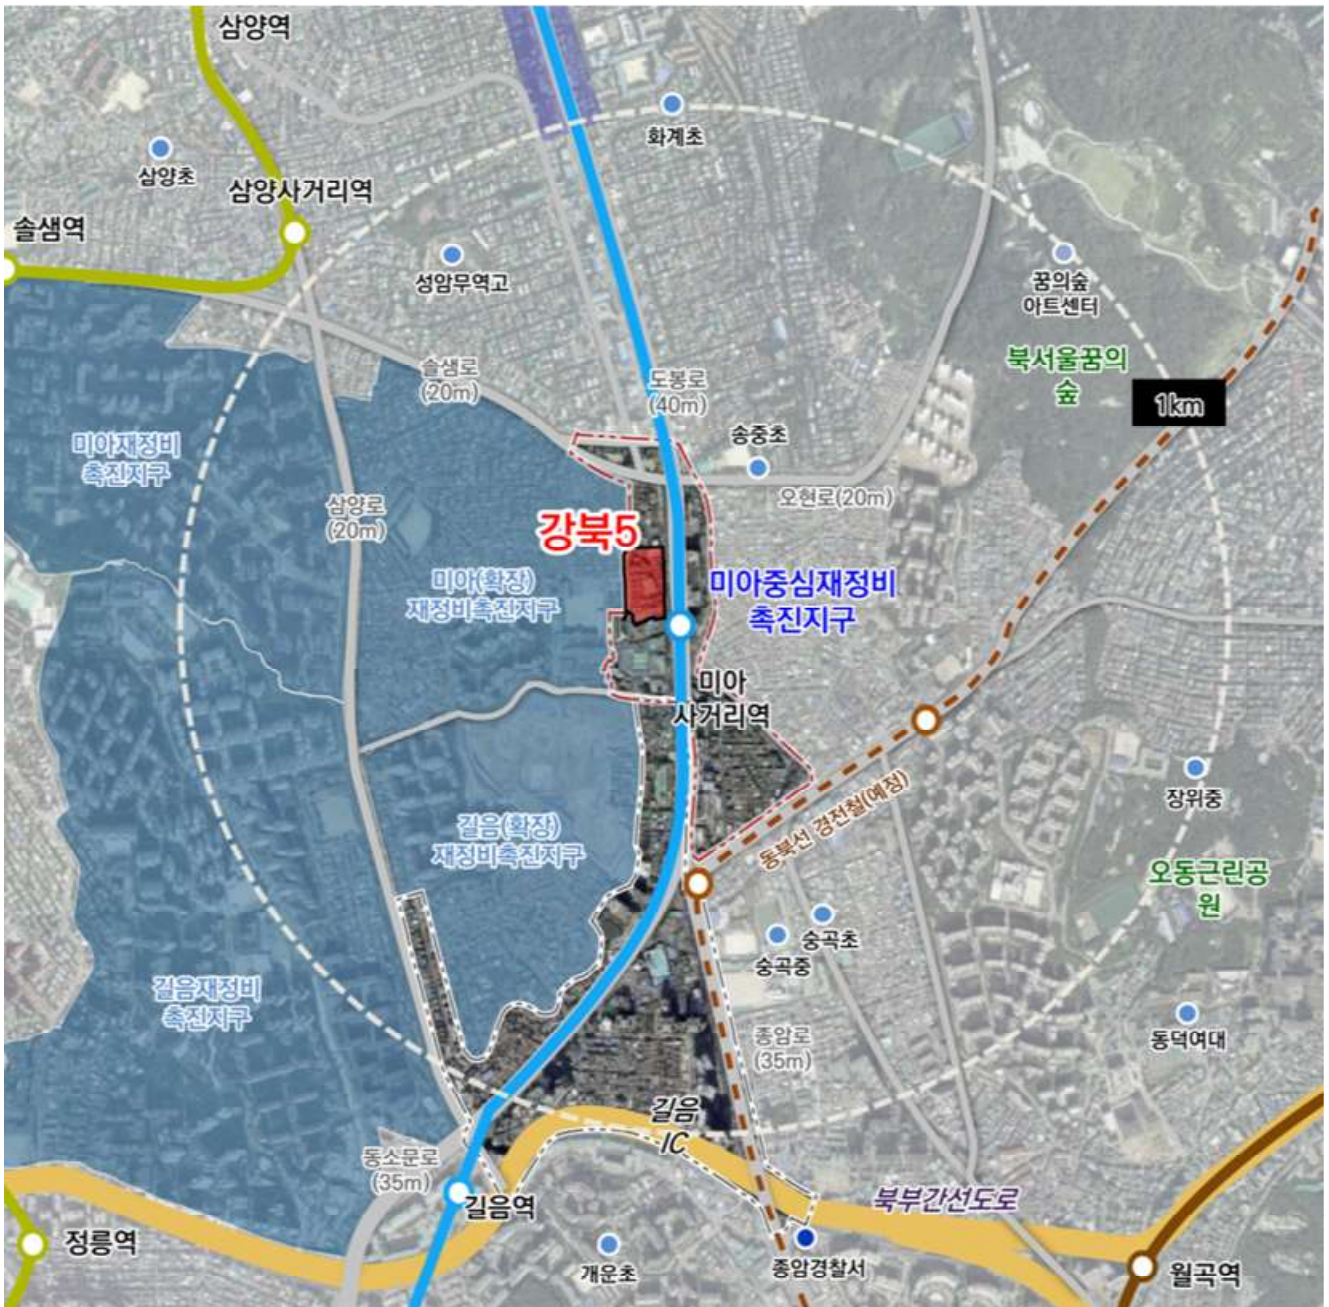 삼양역
화계초
삼양초
삼양사거리역
솔샘역
성암무역고
꿈의숲
아트센터
북서울꿈의
숲
솔샘로
(20m)
도봉로
(40m)
1km
송중초
미아재정비
촉진지구
삼양로
(20m)
오현로(20m)
강북5
미아(확장)
재정비촉진지구
미아중심재정비
촉진지구
미아
사거리역
동북선 경전철(예정)
장위중
길음(확장)
재정비촉진지구
오동근린공
원
숭곡초
숭곡중
길음재정비
촉진지구
종암로
(35m)
동덕여대
길음
IC
동소문로
(35m)
길음역
북부간선도로
정릉역
개운초
종암경찰서
월곡역